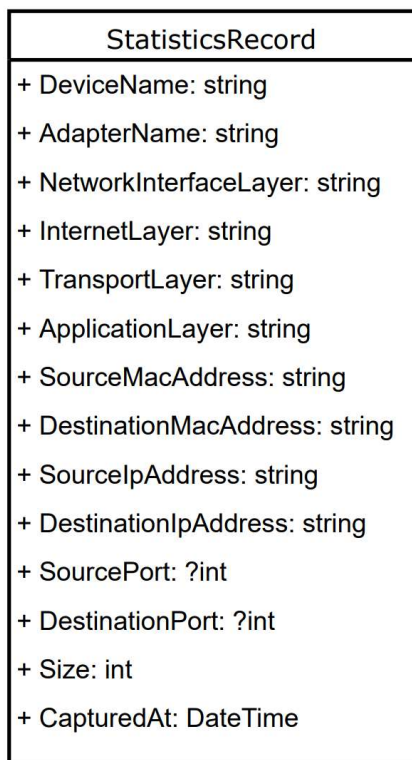 StatisticsRecord
+ DeviceName: string
+ AdapterName: string
+ NetworkInterfaceLayer: string
+ InternetLayer: string
+ TransportLayer: string
+ ApplicationLayer: string
+ SourceMacAddress: string
+ DestinationMacAddress: string
+ SourceIpAddress: string
+ DestinationIpAddress: string
+ SourcePort: ?int
+ DestinationPort: ?int
+ Size: int
+ CapturedAt: DateTime